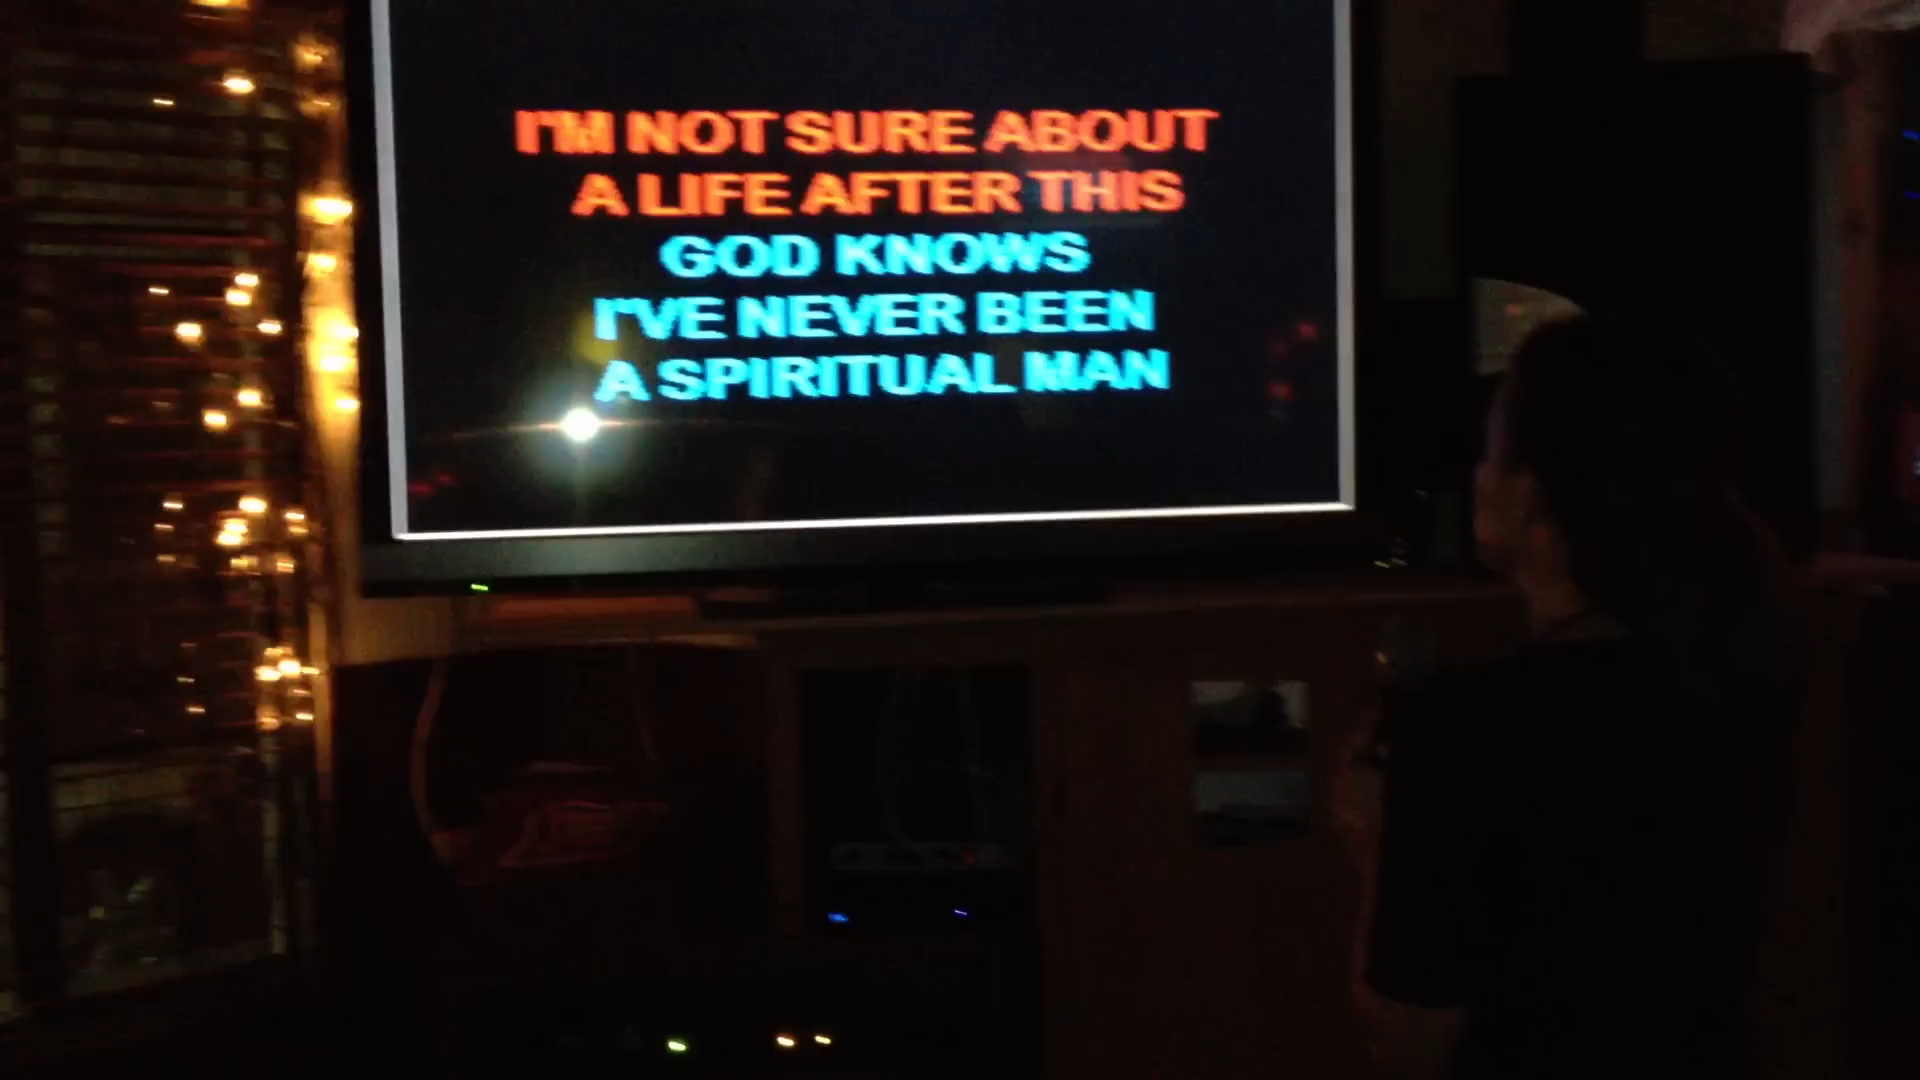 I'M NOT SURE ABOUT
A LIFE AFTER THIS
GOD KNOWS
I'VE NEVER BEEN
A SPIRITUAL MAN